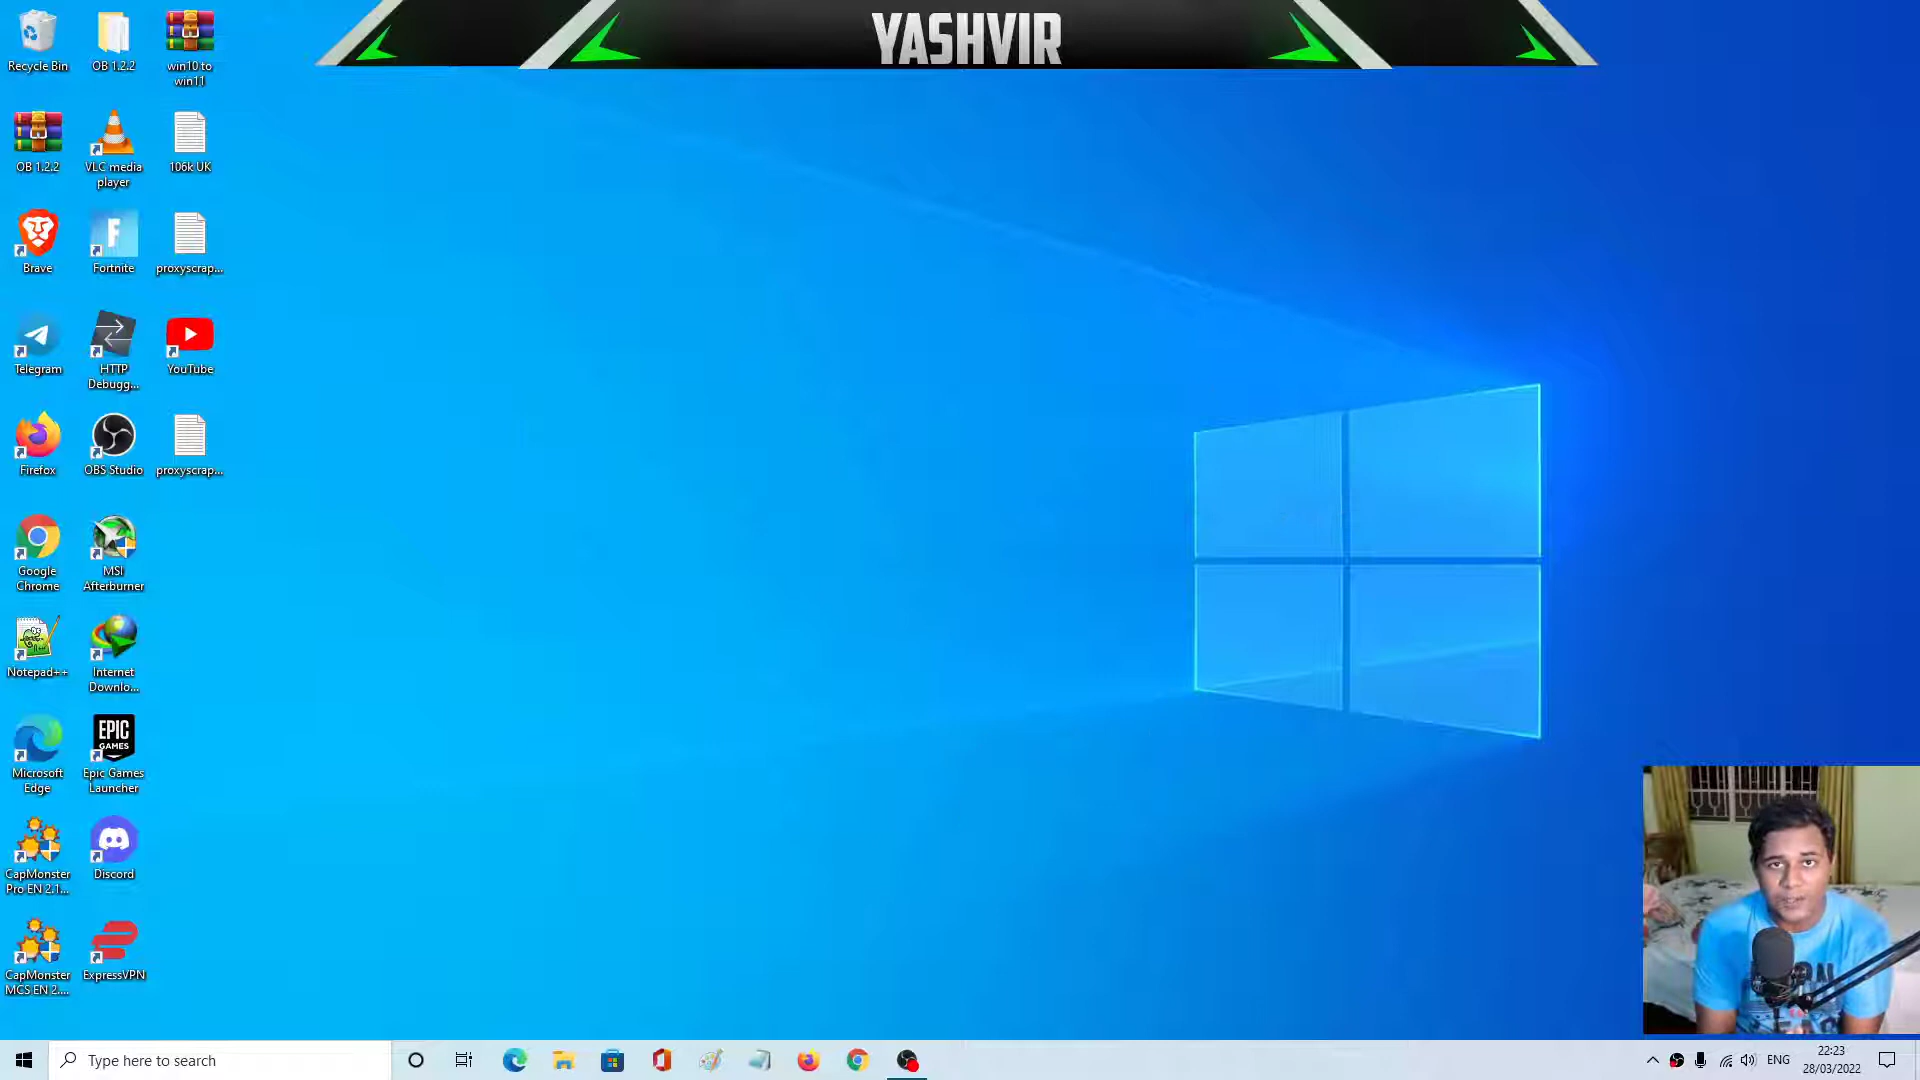 YASHVIR
Recycle Bin
OB 1.2.2
win10 to
win11
OB 1.2.2
VLC media
player
106k UK
Brave
F
Fortnite
proxyscrap...
Telegram
HTTP
Debugg...
YouTube
Firefox
OBS Studio
proxyscrap...
Google
Chrome
MSI
Afterburner
Notepad++
Internet
Downlo...
Microsoft
Edge
EPIC
GAMES
Epic Games
Launcher
CapMonster
Pro EN 2.1...
Discord
CapMonster
MCS EN 2....
ExpressVPN
Type here to search
ENG
22:23
28/03/2022